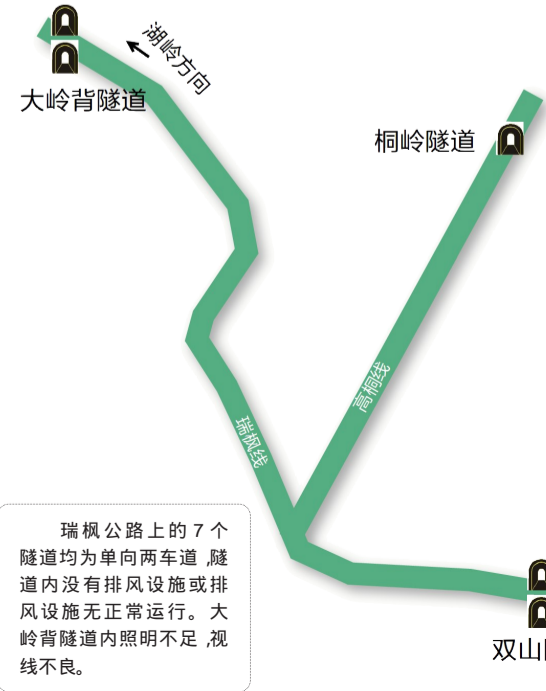 湖岭方向
大岭背隧道
桐岭隧道
高桐线
瑞枫线
瑞枫公路上的7个
隧道均为单向两车道,隧
道内没有排风设施或排
风设施无正常运行。大
岭背隧道内照明不足,视
线不良。
双山